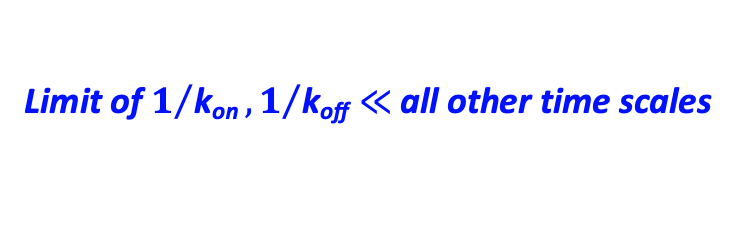 Limit of 1/kon , 1/koff ≪ all other time scales